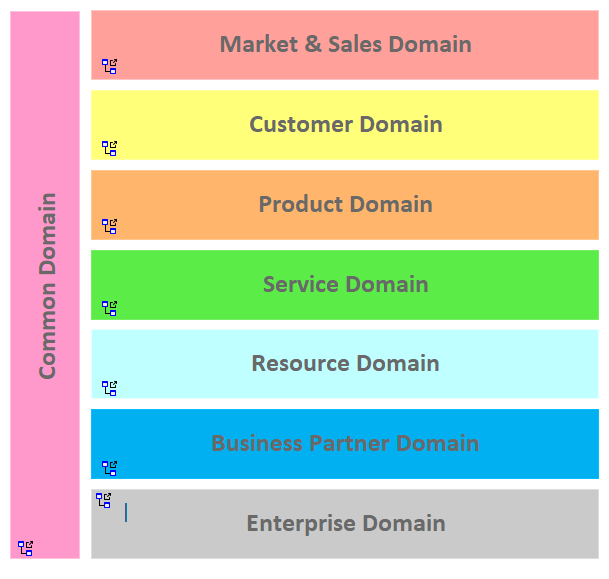 Common Domain
Market & Sales Domain
Customer Domain
Product Domain
Service Domain
Resource Domain
Business Partner Domain
Enterprise Domain